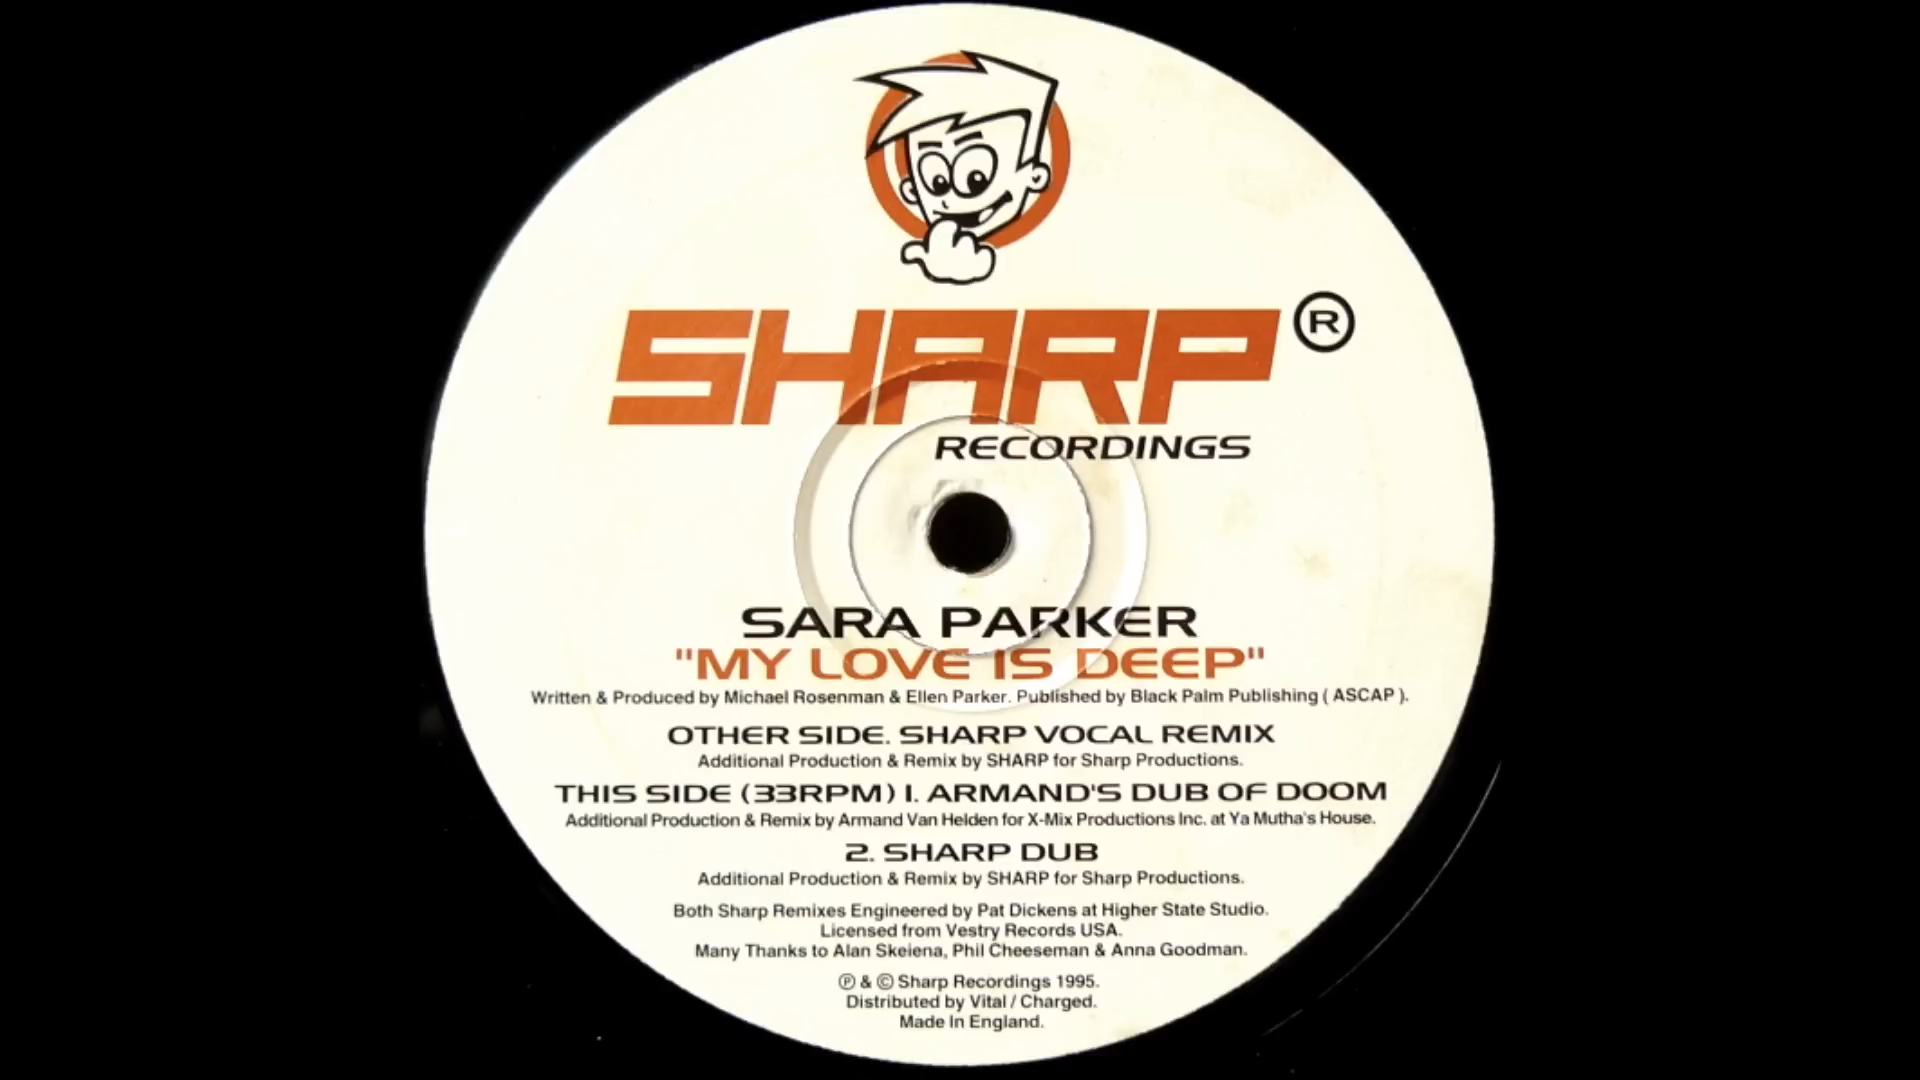 SHARP ®
RECORDINGS
SARA PARKER
"MY LOVE IS DEEP"
Written & Produced by Michael Rosenman & Ellen Parker. Published by Black Palm Publishing ( ASCAP ).
OTHER SIDE. SHARP VOCAL REMIX
Additional Production & Remix by SHARP for Sharp Productions.
THIS SIDE (33RPM) 1. ARMAND'S DUB OF DOOM
Additional Production & Remix by Armand Van Helden for X-Mix Productions Inc. at Ya Mutha's House.
2. SHARP DUB
Additional Production & Remix by SHARP for Sharp Productions.
Both Sharp Remixes Engineered by Pat Dickens at Higher State Studio.
Licensed from Vestry Records USA.
Many Thanks to Alan Skeiena, Phil Cheeseman & Anna Goodman.
℗ & © Sharp Recordings 1995.
Distributed by Vital / Charged.
Made In England.